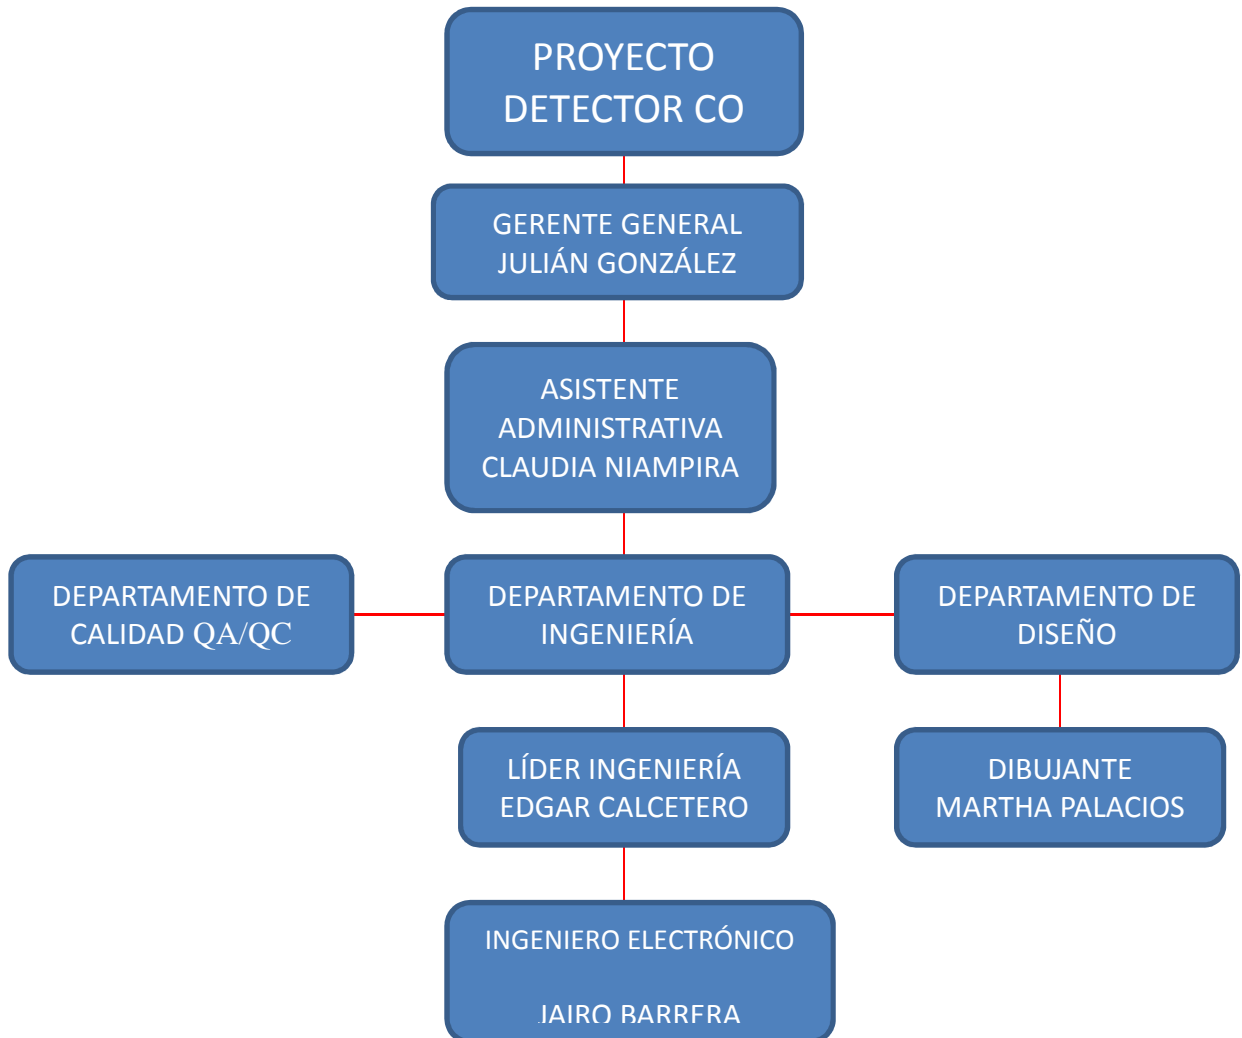 PROYECTO
DETECTOR CO
GERENTE GENERAL
JULIÁN GONZÁLEZ
ASISTENTE
ADMINISTRATIVA
CLAUDIA NIAMPIRA
DEPARTAMENTO DE
CALIDAD QA/QC
DEPARTAMENTO DE
INGENIERÍA
DEPARTAMENTO DE
DISEÑO
LÍDER INGENIERÍA
EDGAR CALCETERO
DIBUJANTE
MARTHA PALACIOS
INGENIERO ELECTRÓNICO
JAIRO BARRERA